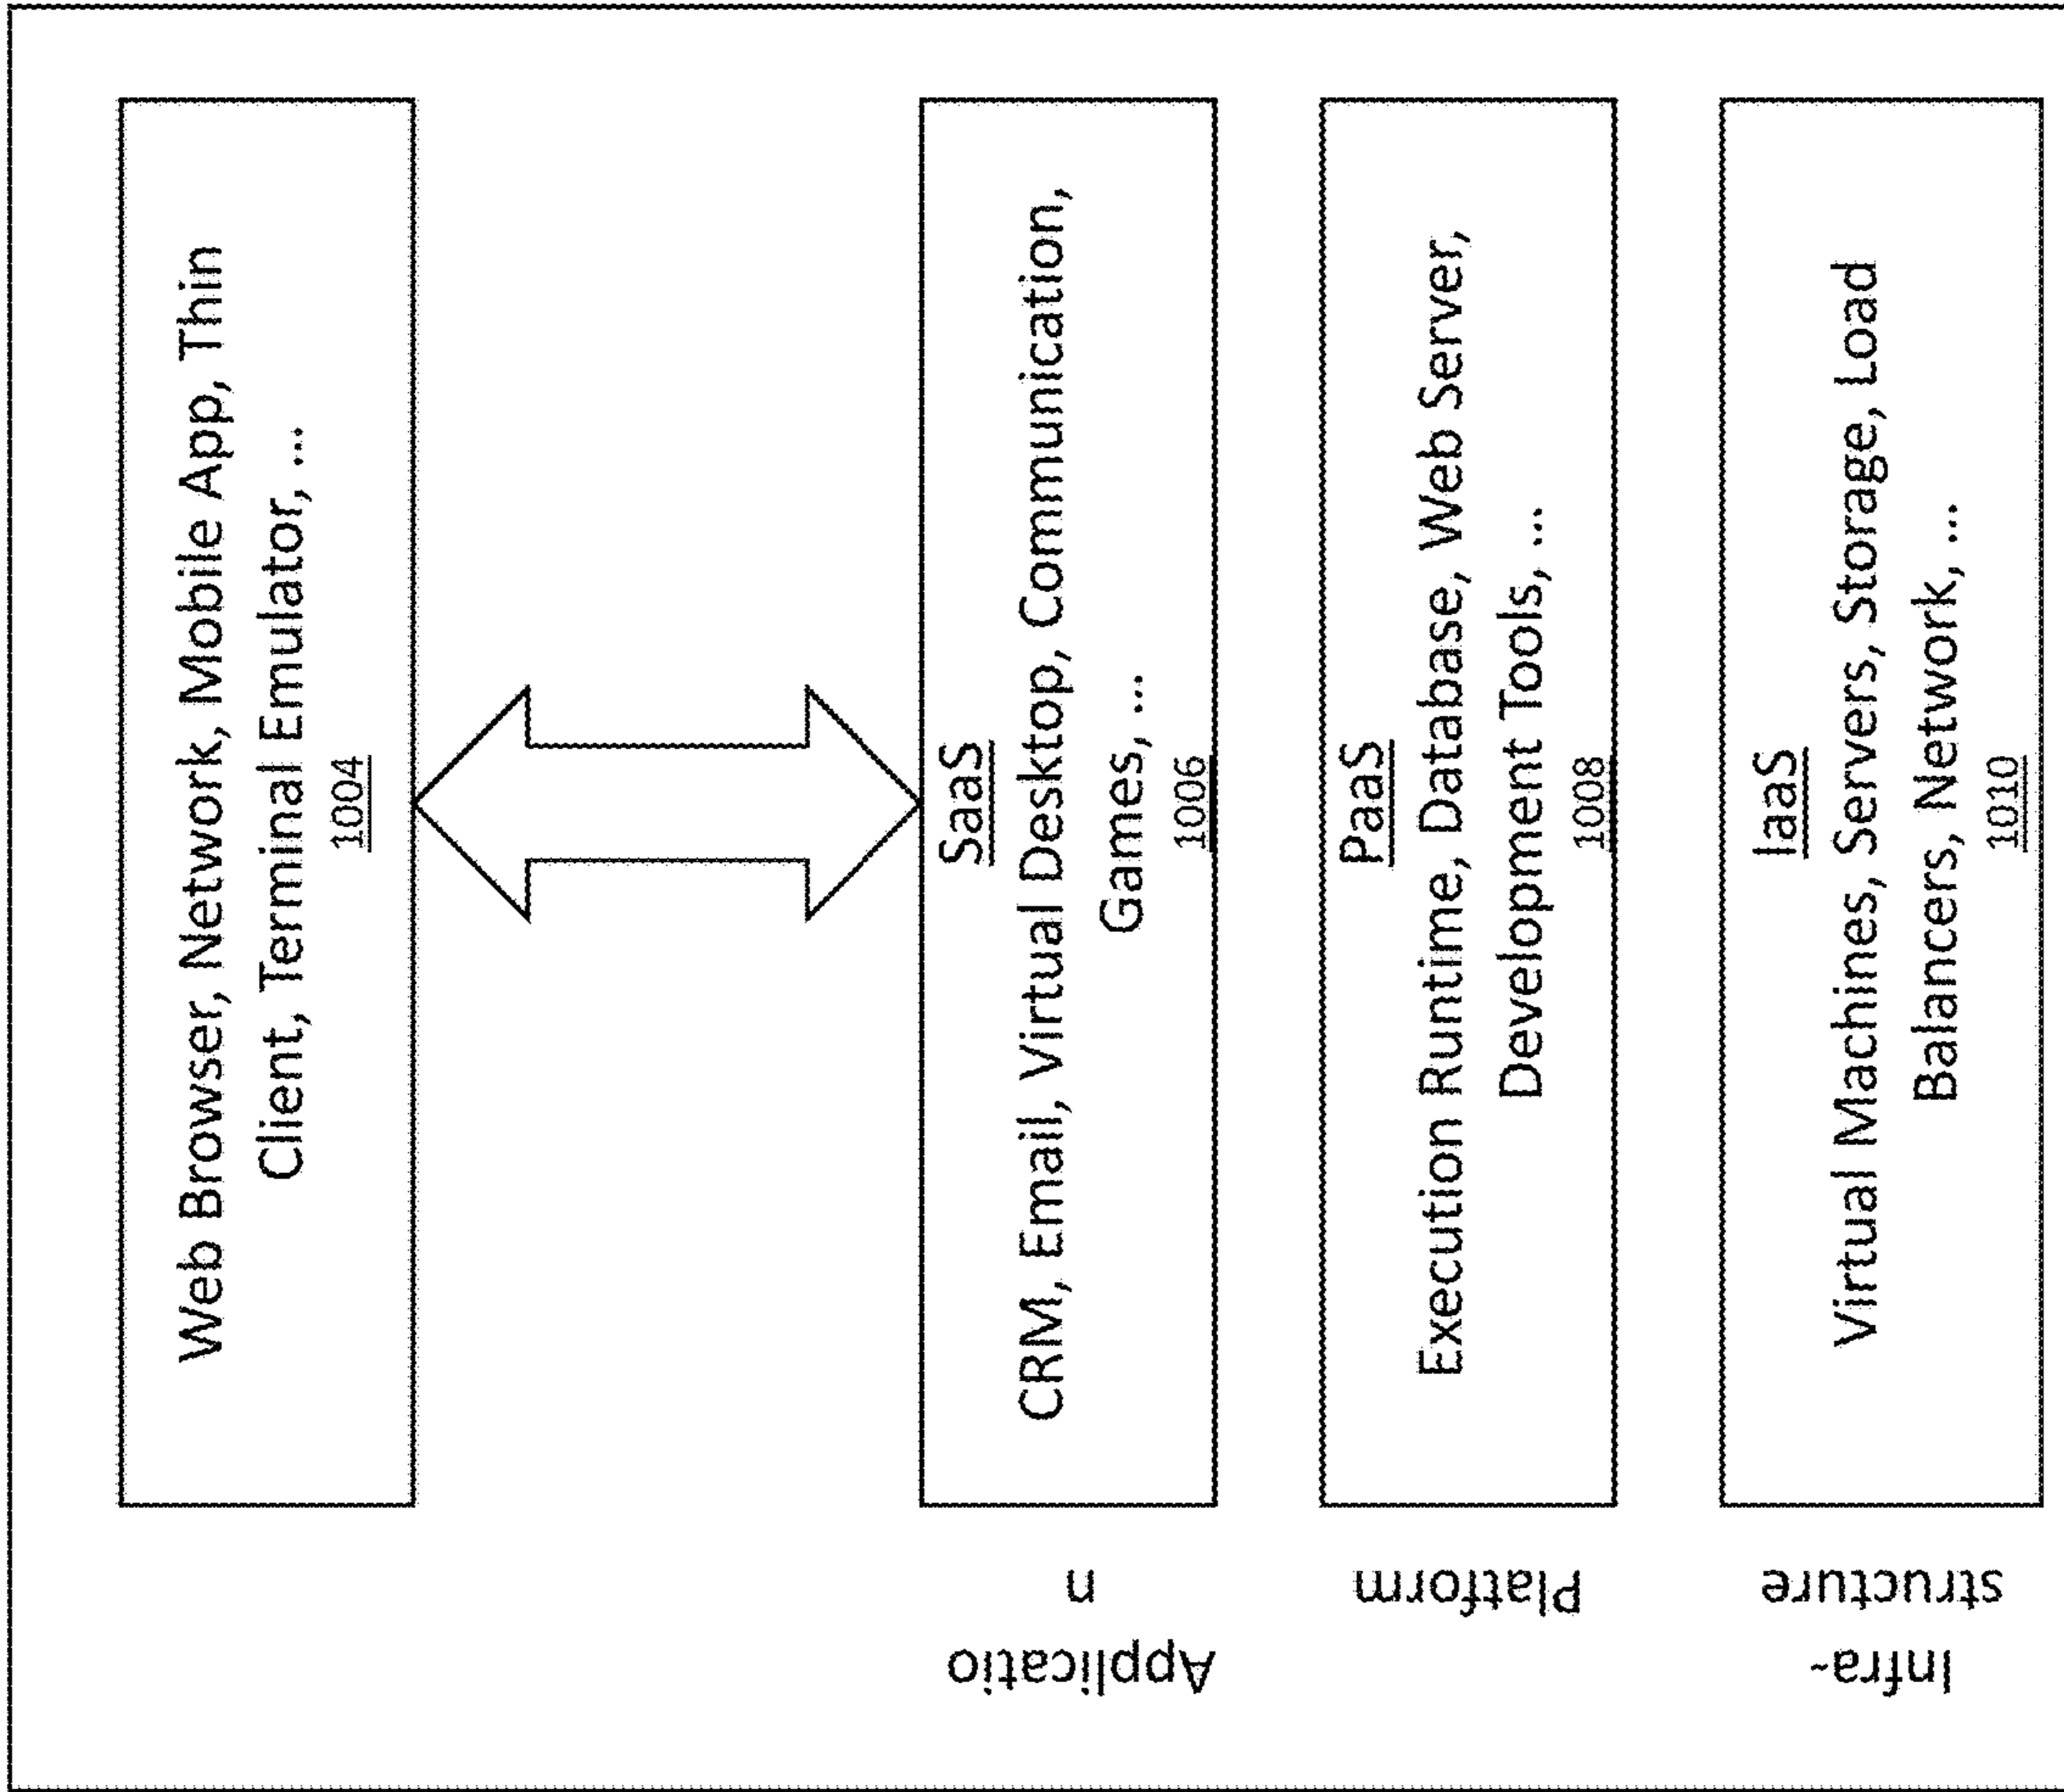 Web Browser, Network, Mobile App, Thin
Client, Terminal Emulator, ...
1004
Applicatio
n
SaaS
CRM, Email, Virtual Desktop, Communication,
Games, ...
1006
Platform
PaaS
Execution Runtime, Database, Web Server,
Development Tools, ...
1008
Infra-
structure
IaaS
Virtual Machines, Servers, Storage, Load
Balancers, Network, ...
1010